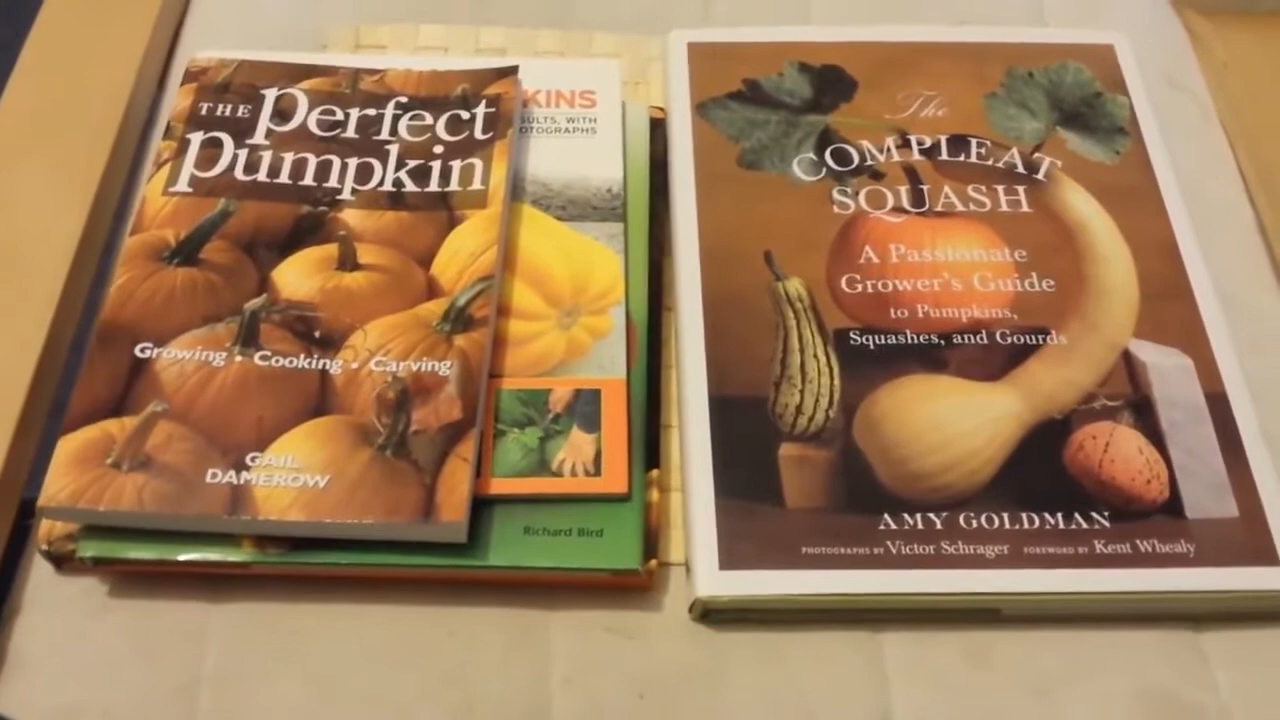 THE perfect
pumpkin
Growing • Cooking • Carving
GAIL
DAMEROW
KINS
SULTS, WITH
OTOGRAPHS
Richard Bird
The
COMPLEAT
SQUASH
A Passionate
Grower's Guide
to Pumpkins,
Squashes, and Gourds
AMY GOLDMAN
PHOTOGRAPHS BY Victor Schrager FOREWORD BY Kent Whealy